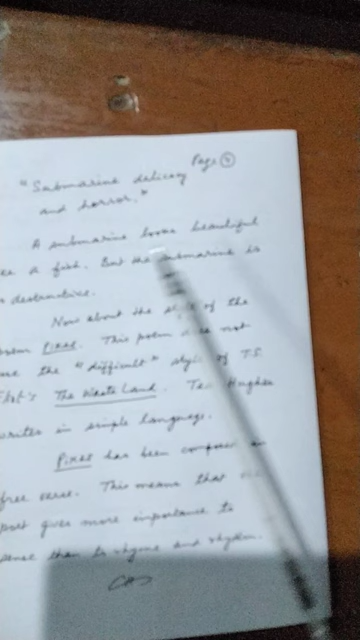 Page
"Submarine delicacy
and horror."
A submarine looks beautiful
a fish. But the submarine is
destructive.
Now about the style of the
poem Pike. This poem does not
the "difficult" style of T.S.
Eliot's The Waste Land. Ted Hughes
writes in simple language.
Pike has been composed in
free verse. This means that the
poet gives more importance to
sense than to rhyme and rhythm.